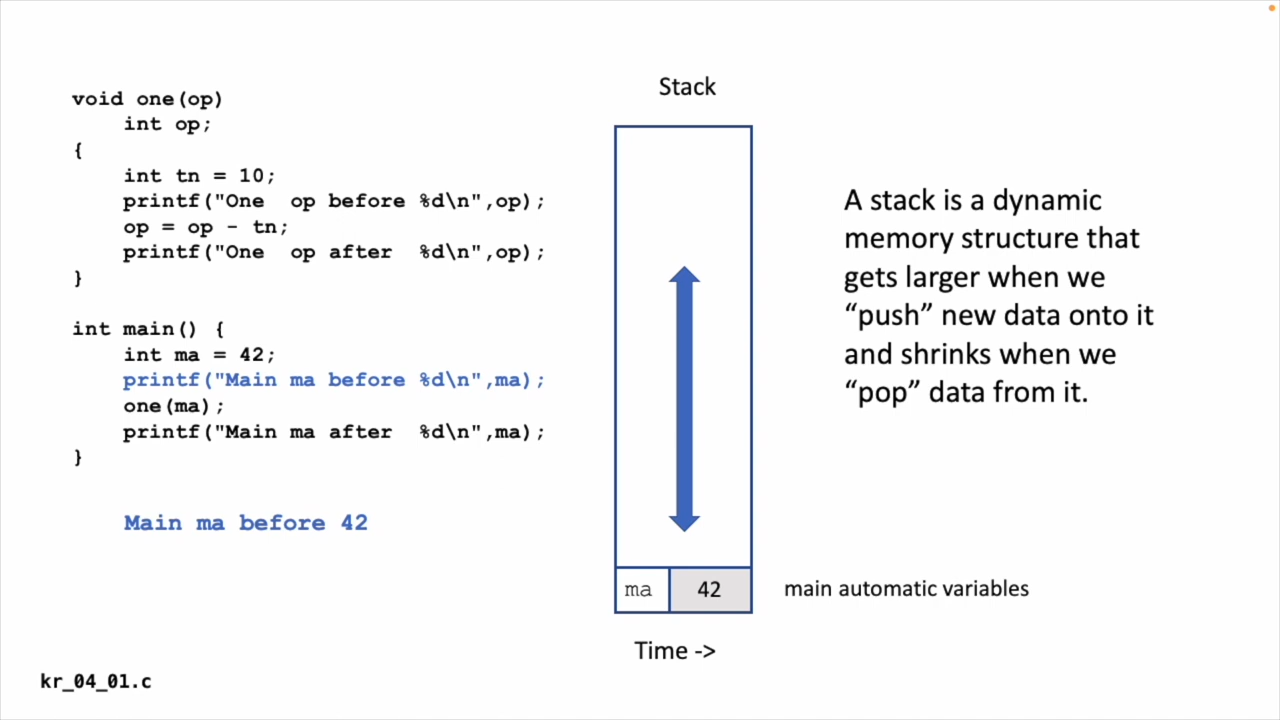 void one(op)
    int op;
{
    int tn = 10;
    printf("One  op before %d\n",op);
    op = op - tn;
    printf("One  op after  %d\n",op);
}
int main() {
    int ma = 42;
    printf("Main ma before %d\n",ma);
    one(ma);
    printf("Main ma after  %d\n",ma);
}
Main ma before 42
kr_04_01.c
Stack
ma 42
Time ->
main automatic variables
A stack is a dynamic
memory structure that
gets larger when we
“push” new data onto it
and shrinks when we
“pop” data from it.